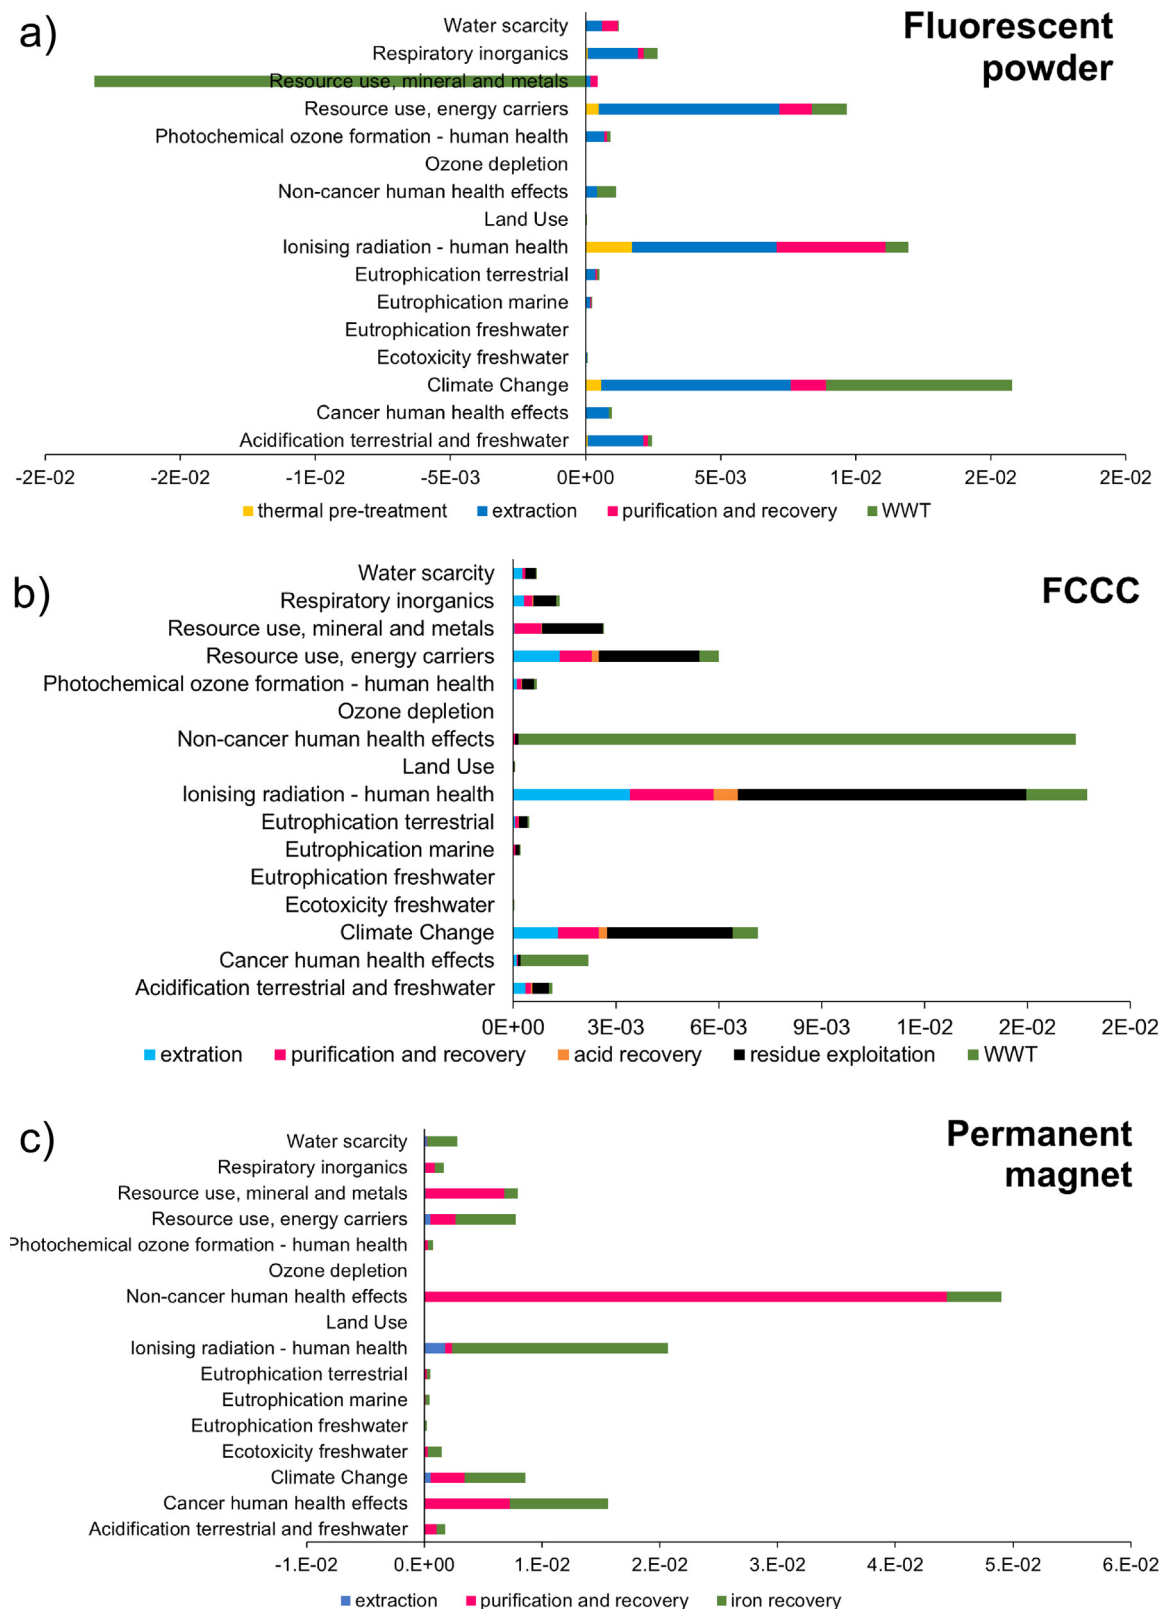 a)
Fluorescent
powder
Water scarcity
Respiratory inorganics
Resource use, mineral and metals
Resource use, energy carriers
Photochemical ozone formation - human health
Ozone depletion
Non-cancer human health effects
Land Use
Ionising radiation - human health
Eutrophication terrestrial
Eutrophication marine
Eutrophication freshwater
Ecotoxicity freshwater
Climate Change
Cancer human health effects
Acidification terrestrial and freshwater
-2E-02 -2E-02 -1E-02 -5E-03 0E+00 5E-03 1E-02 2E-02 2E-02
thermal pre-treatment extraction purification and recovery WWT
b)
FCCC
Water scarcity
Respiratory inorganics
Resource use, mineral and metals
Resource use, energy carriers
Photochemical ozone formation - human health
Ozone depletion
Non-cancer human health effects
Land Use
Ionising radiation - human health
Eutrophication terrestrial
Eutrophication marine
Eutrophication freshwater
Ecotoxicity freshwater
Climate Change
Cancer human health effects
Acidification terrestrial and freshwater
0E+00 3E-03 6E-03 9E-03 1E-02 2E-02 2E-02
extration purification and recovery acid recovery residue exploitation WWT
c)
Permanent
magnet
Water scarcity
Respiratory inorganics
Resource use, mineral and metals
Resource use, energy carriers
Photochemical ozone formation - human health
Ozone depletion
Non-cancer human health effects
Land Use
Ionising radiation - human health
Eutrophication terrestrial
Eutrophication marine
Eutrophication freshwater
Ecotoxicity freshwater
Climate Change
Cancer human health effects
Acidification terrestrial and freshwater
-1.E-02 0.E+00 1.E-02 2.E-02 3.E-02 4.E-02 5.E-02 6.E-02
extraction purification and recovery iron recovery